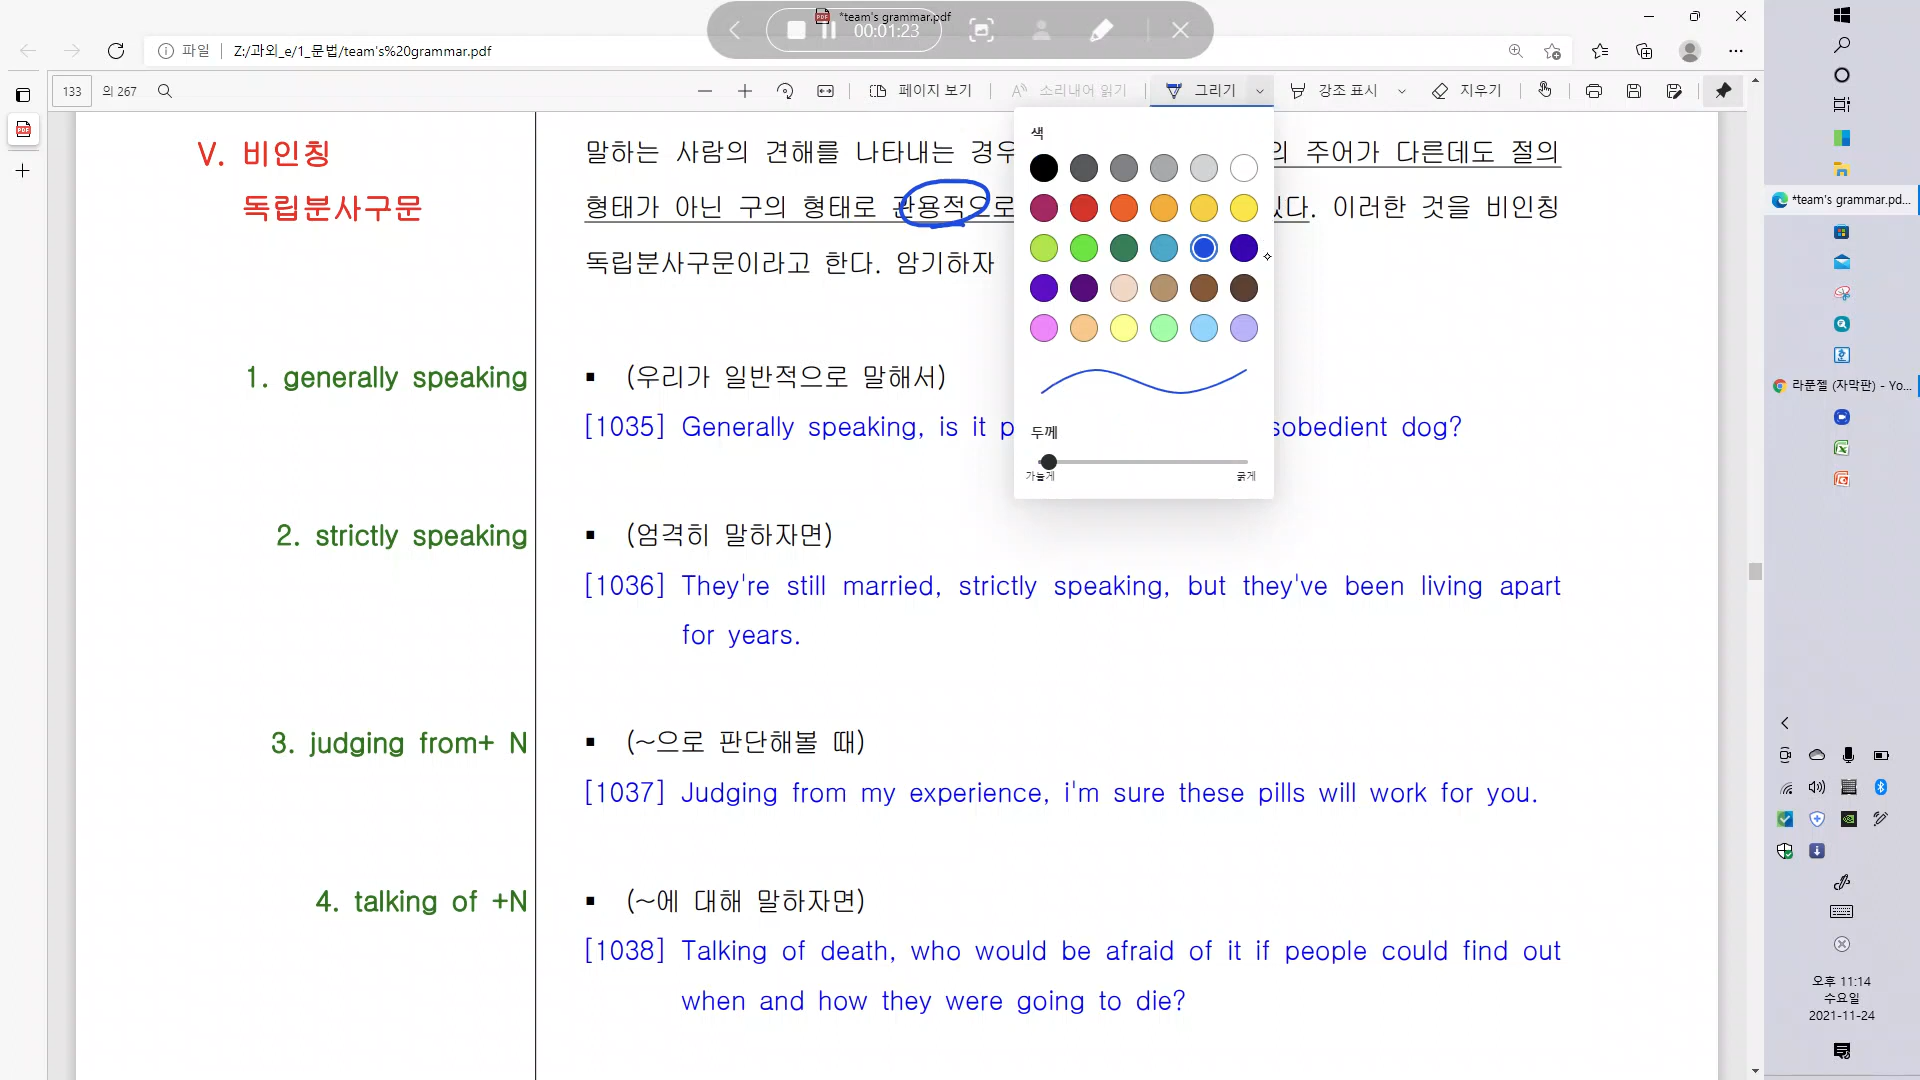 *team's grammar.pdf
00:01:23
파일
Z:/과외_e/1_문법/team's%20grammar.pdf
133 의 267
페이지 보기
소리내어 읽기
그리기
강조 표시
지우기
V. 비인칭
독립분사구문
말하는 사람의 견해를 나타내는 경우
의 주어가 다른데도 절의
형태가 아닌 구의 형태로 관용적으로
있다. 이러한 것을 비인칭
독립분사구문이라고 한다. 암기하자
색
두께
가늘게
굵게
1. generally speaking
▪ (우리가 일반적으로 말해서)
[1035] Generally speaking, is it p
sobedient dog?
2. strictly speaking
▪ (엄격히 말하자면)
[1036] They're still married, strictly speaking, but they've been living apart
for years.
3. judging from+ N
▪ (~으로 판단해볼 때)
[1037] Judging from my experience, i'm sure these pills will work for you.
4. talking of +N
▪ (~에 대해 말하자면)
[1038] Talking of death, who would be afraid of it if people could find out
when and how they were going to die?
*team's grammar.pd...
라푼젤 (자막판) - Yo...
오후 11:14
수요일
2021-11-24